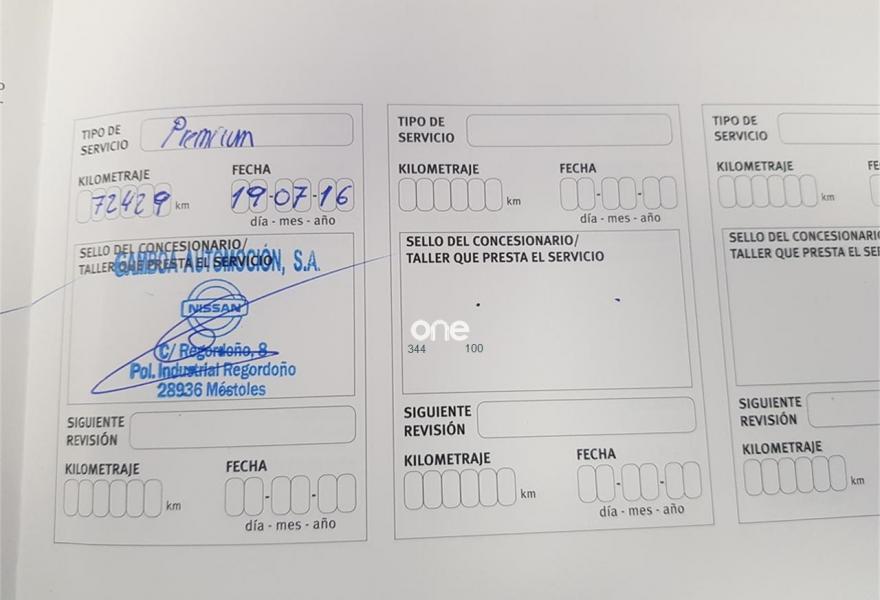 TIPO DE
SERVICIO
Premium
KILOMETRAJE
72429 km
FECHA
19-07-16
día - mes - año
SELLO DEL CONCESIONARIO/
TALLER QUE PRESTA EL SERVICIO
GAMBOA AUTOMOCIÓN, S.A.
NISSAN
C/ Regordoño, 8
Pol. Industrial Regordoño
28936 Móstoles
SIGUIENTE
REVISIÓN
KILOMETRAJE
km
FECHA
día - mes - año
TIPO DE
SERVICIO
KILOMETRAJE
km
FECHA
día - mes - año
SELLO DEL CONCESIONARIO/
TALLER QUE PRESTA EL SERVICIO
one
344 100
SIGUIENTE
REVISIÓN
KILOMETRAJE
km
FECHA
día - mes - año
TIPO DE
SERVICIO
KILOMETRAJE
km
FE
SELLO DEL CONCESIONARIO
TALLER QUE PRESTA EL SE
SIGUIENTE
REVISIÓN
KILOMETRAJE
km